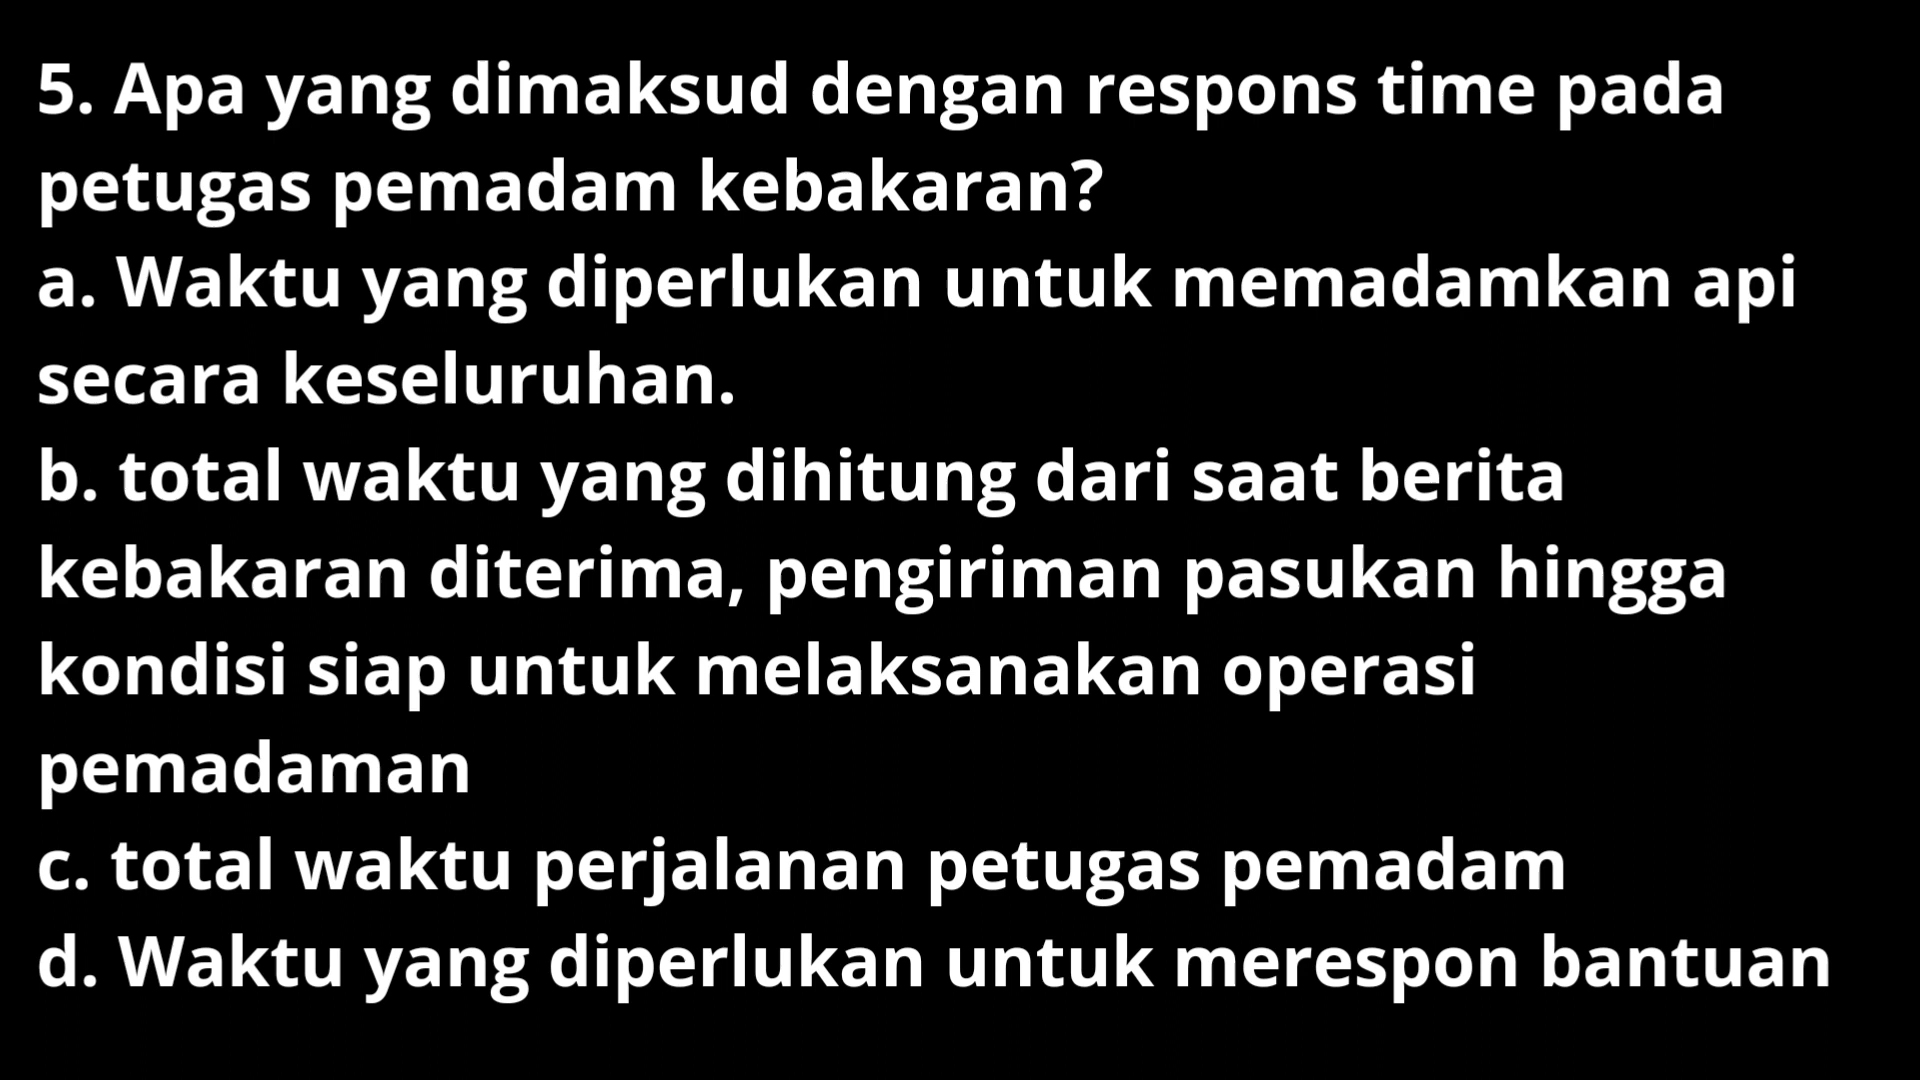 5. Apa yang dimaksud dengan respons time pada
petugas pemadam kebakaran?
a. Waktu yang diperlukan untuk memadamkan api
secara keseluruhan.
b. total waktu yang dihitung dari saat berita
kebakaran diterima, pengiriman pasukan hingga
kondisi siap untuk melaksanakan operasi
pemadaman
c. total waktu perjalanan petugas pemadam
d. Waktu yang diperlukan untuk merespon bantuan